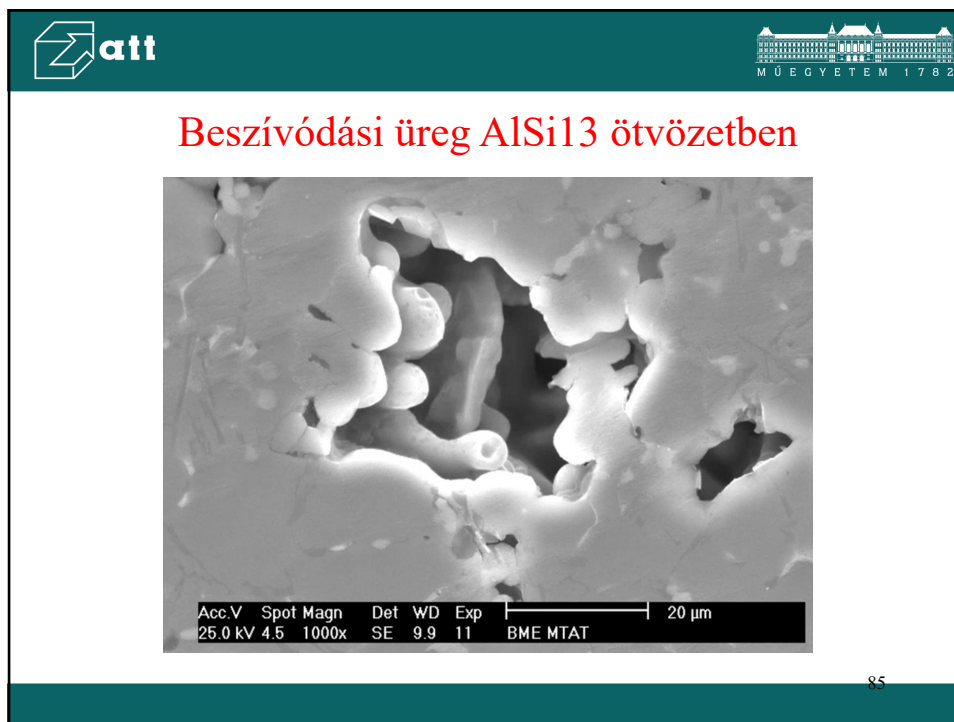 att
MŰEGYETEM 1782
Beszívódási üreg AlSi13 ötvözetben
Acc.V Spot Magn Det WD Exp 20 µm
25.0 kV 4.5 1000x SE 9.9 11 BME MTAT
85